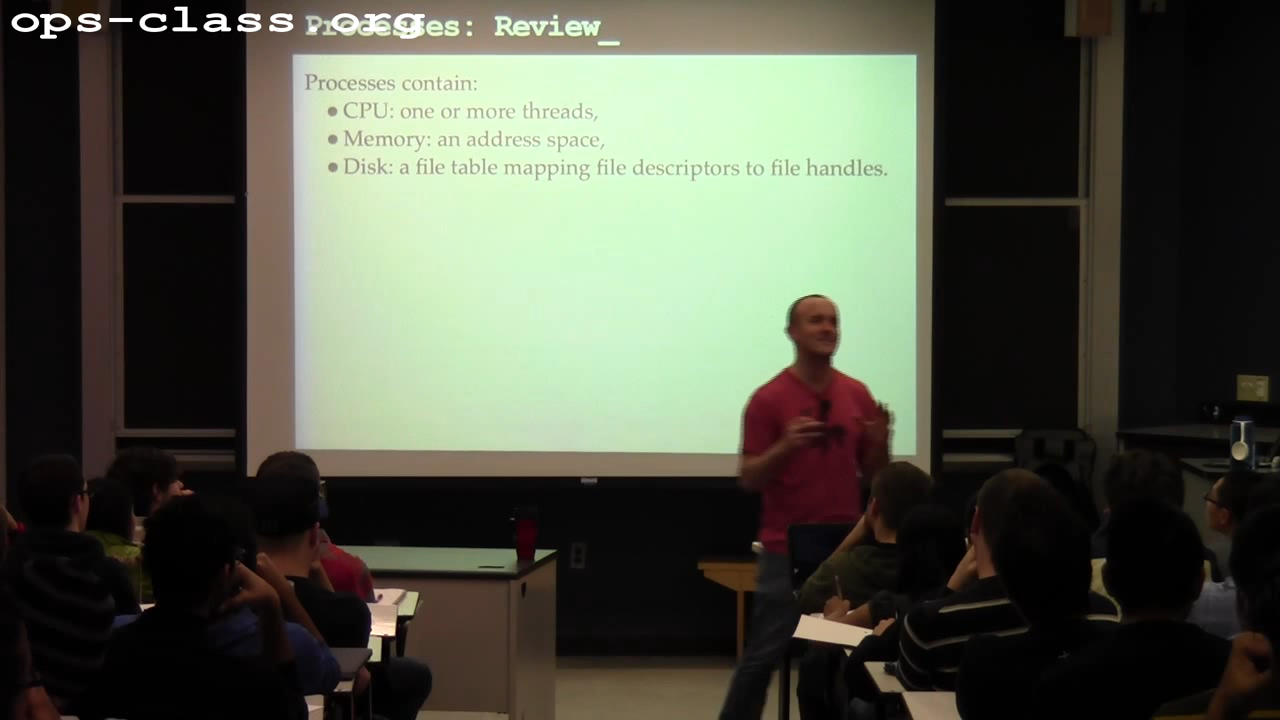 ops-class.org
Processes: Review_
Processes contain:
● CPU: one or more threads,
● Memory: an address space,
● Disk: a file table mapping file descriptors to file handles.